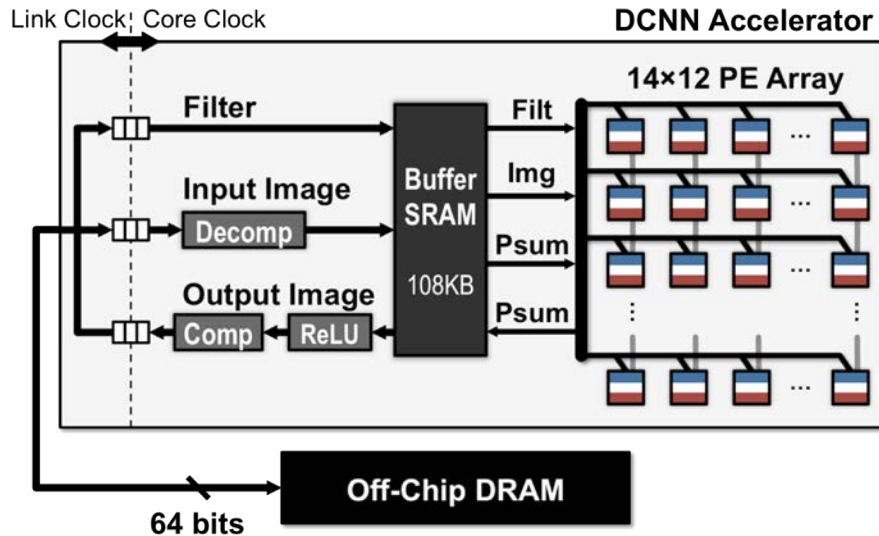 Link Clock
Core Clock
DCNN Accelerator
14×12 PE Array
Filter
Filt
Input Image
Img
Decomp
Buffer
SRAM
108KB
Psum
Output Image
Psum
Comp
ReLU
...
...
...
...
...
...
Off-Chip DRAM
64 bits